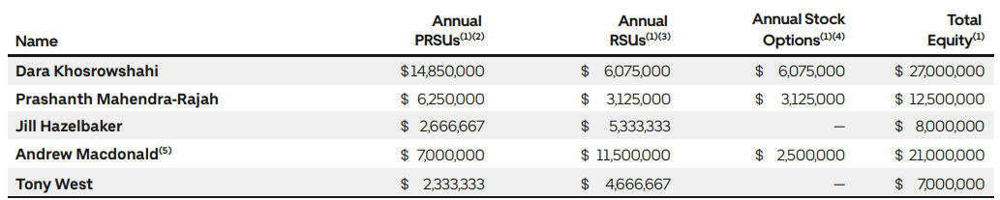 Name Annual PRSUs(1)(2) Annual RSUs(1)(3) Annual Stock Options(1)(4) Total Equity(1)
Dara Khosrowshahi $14,850,000 $ 6,075,000 $ 6,075,000 $ 27,000,000
Prashanth Mahendra-Rajah $ 6,250,000 $ 3,125,000 $ 3,125,000 $ 12,500,000
Jill Hazelbaker $ 2,666,667 $ 5,333,333 — $ 8,000,000
Andrew Macdonald(5) $ 7,000,000 $ 11,500,000 $ 2,500,000 $ 21,000,000
Tony West $ 2,333,333 $ 4,666,667 — $ 7,000,000